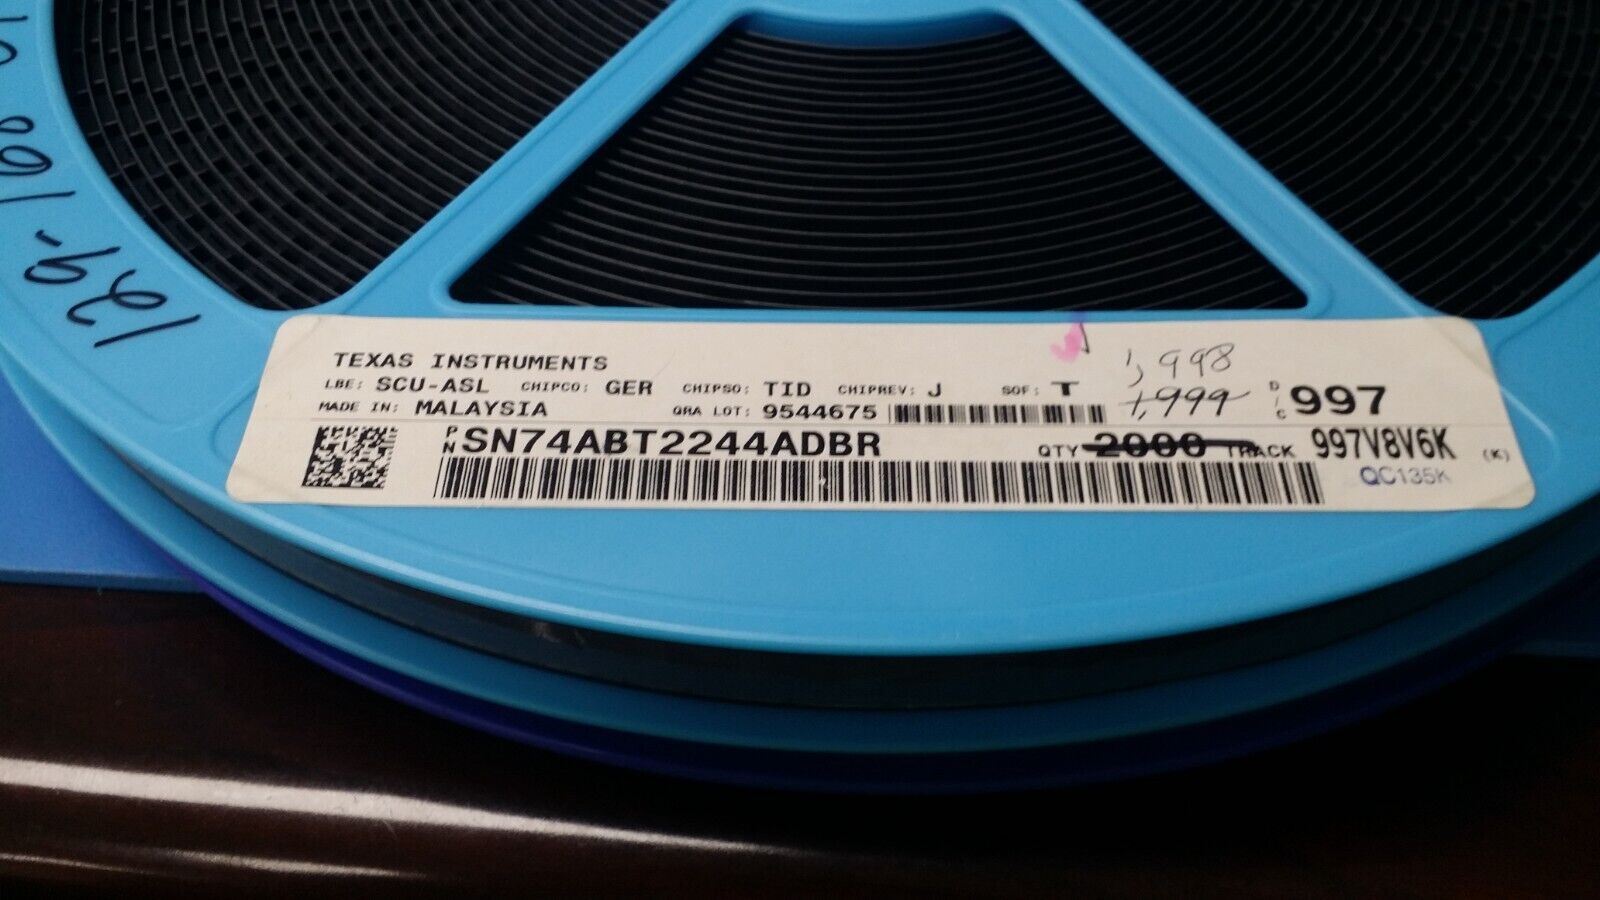 TEXAS INSTRUMENTS
1,998
LBE: SCU-ASL CHIPCO: GER CHIPSO: TID CHIPREV: J SOF: T 1,999 D/C 997
MADE IN: MALAYSIA QRA LOT: 9544675
PN SN74ABT2244ADBR QTY 2000 TRACK 997V8V6K (K)
QC135K